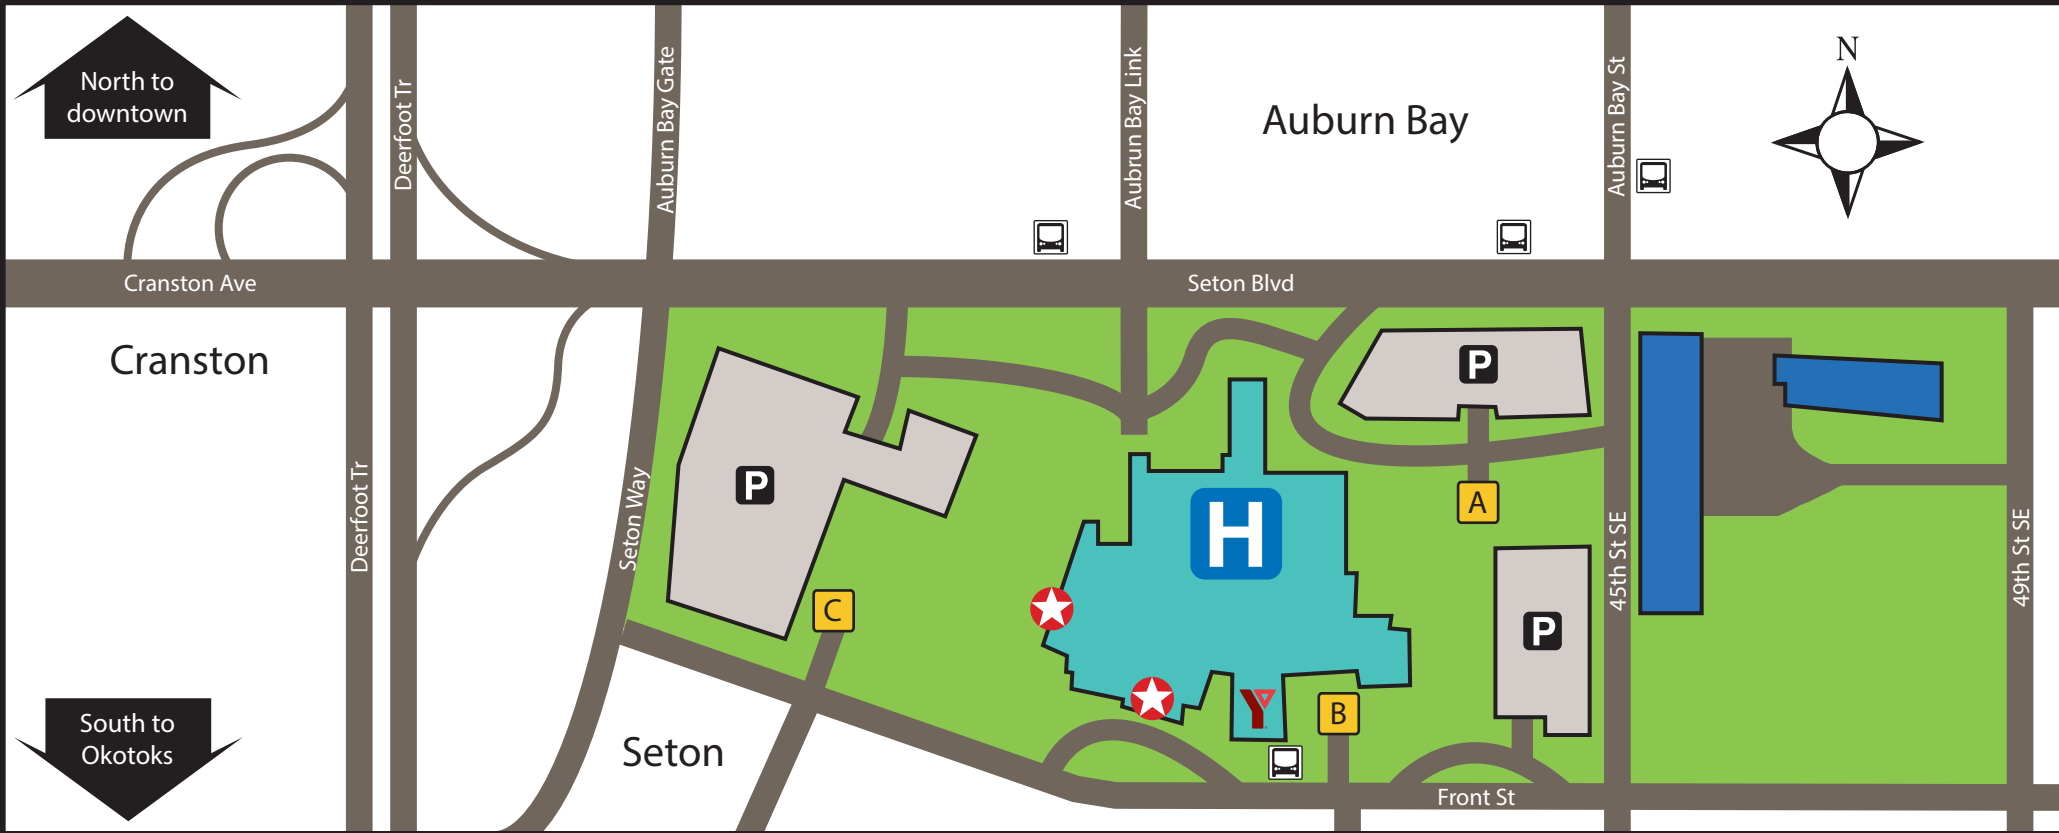 North to
downtown
Deerfoot Tr
Auburn Bay Gate
Aubrun Bay Link
Auburn Bay
Auburn Bay St
N
Cranston Ave
Seton Blvd
Cranston
P
P
H
A
Deerfoot Tr
Seton Way
C
P
45th St SE
49th St SE
South to
Okotoks
Seton
Y
B
Front St